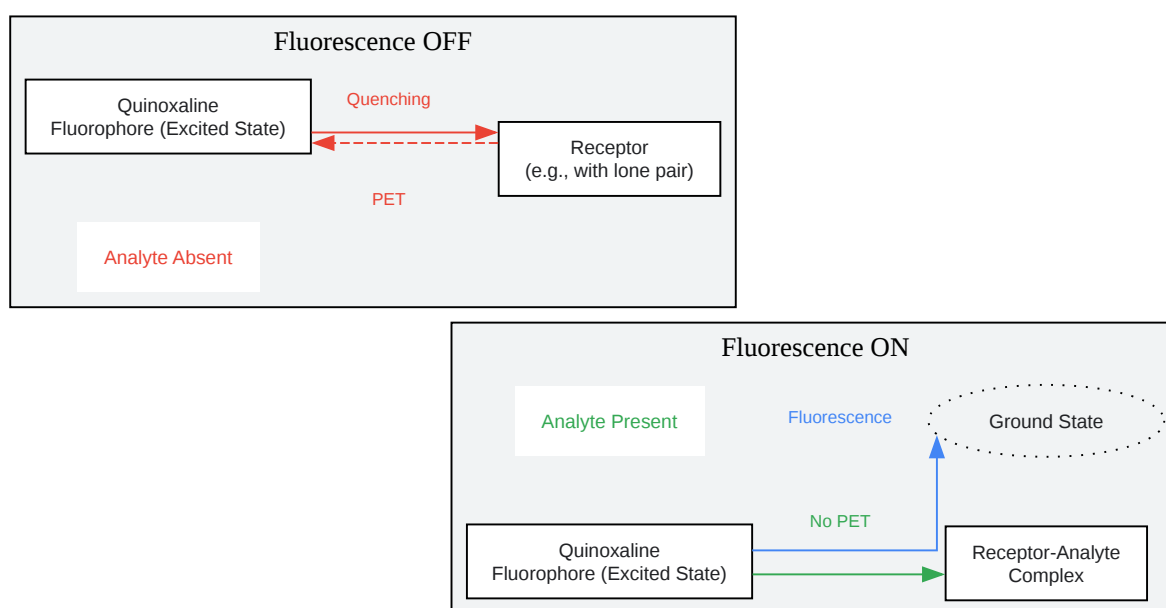 Fluorescence OFF
Quinoxaline
Fluorophore (Excited State)
Quenching
Receptor
(e.g., with lone pair)
PET
Analyte Absent
Fluorescence ON
Analyte Present
Fluorescence
Ground State
No PET
Quinoxaline
Fluorophore (Excited State)
Receptor-Analyte
Complex